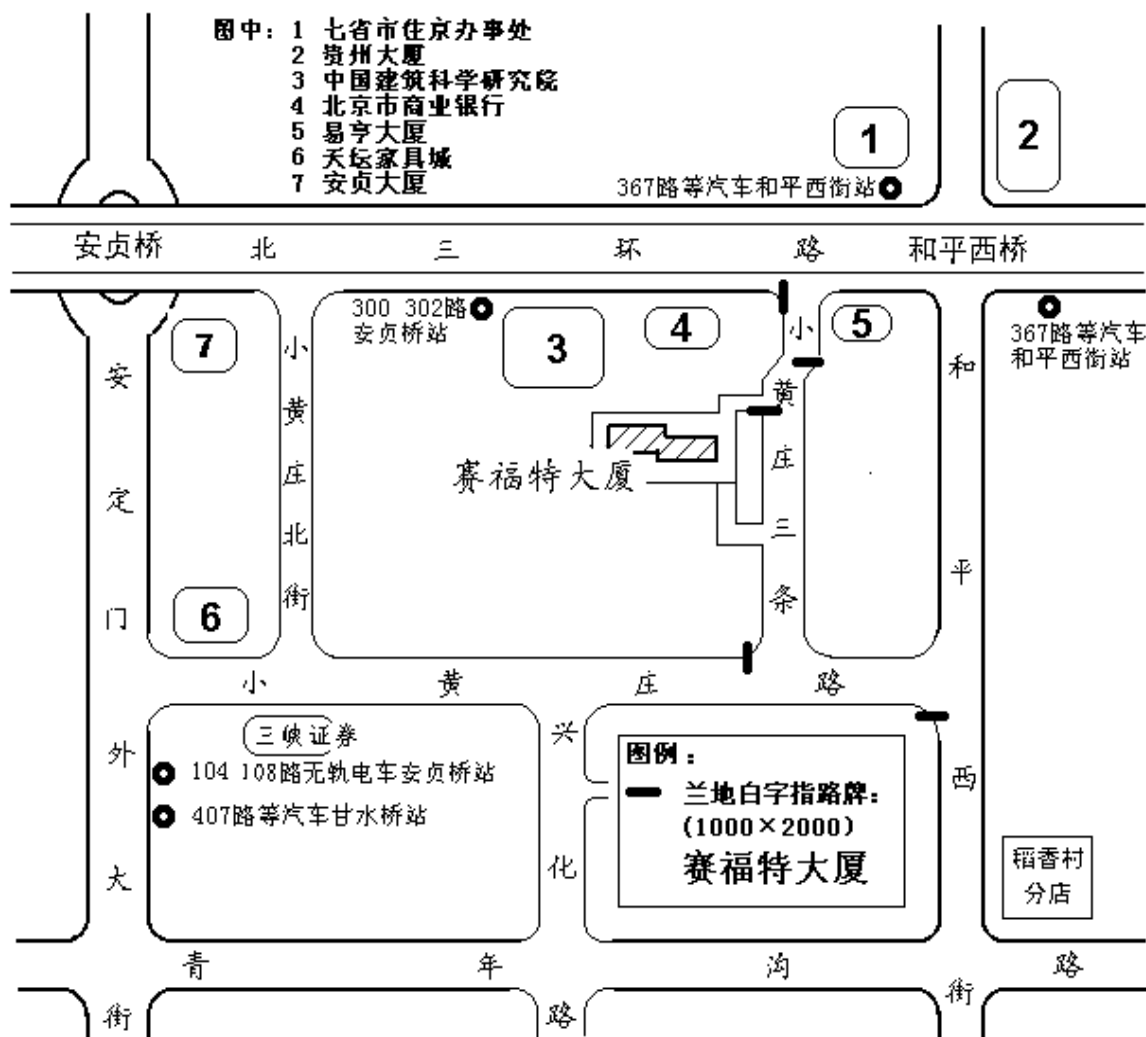 图中：1 七省市住京办事处
2 贵州大厦
3 中国建筑科学研究院
4 北京市商业银行
5 易亨大厦
6 天坛家具城
7 安贞大厦
1
2
367路等汽车和平西街站
安贞桥
北三环路
和平西桥
300 302路
安贞桥站
3
4
5
7
6
367路等汽车
和平西街站
安定门外大街
小黄庄北街
小黄庄三条
和平西街
赛福特大厦
小黄庄路
三峡证券
104 108路无轨电车安贞桥站
407路等汽车甘水桥站
兴化路
图例：
兰地白字指路牌：
(1000×2000)
赛福特大厦
稻香村
分店
青年沟路